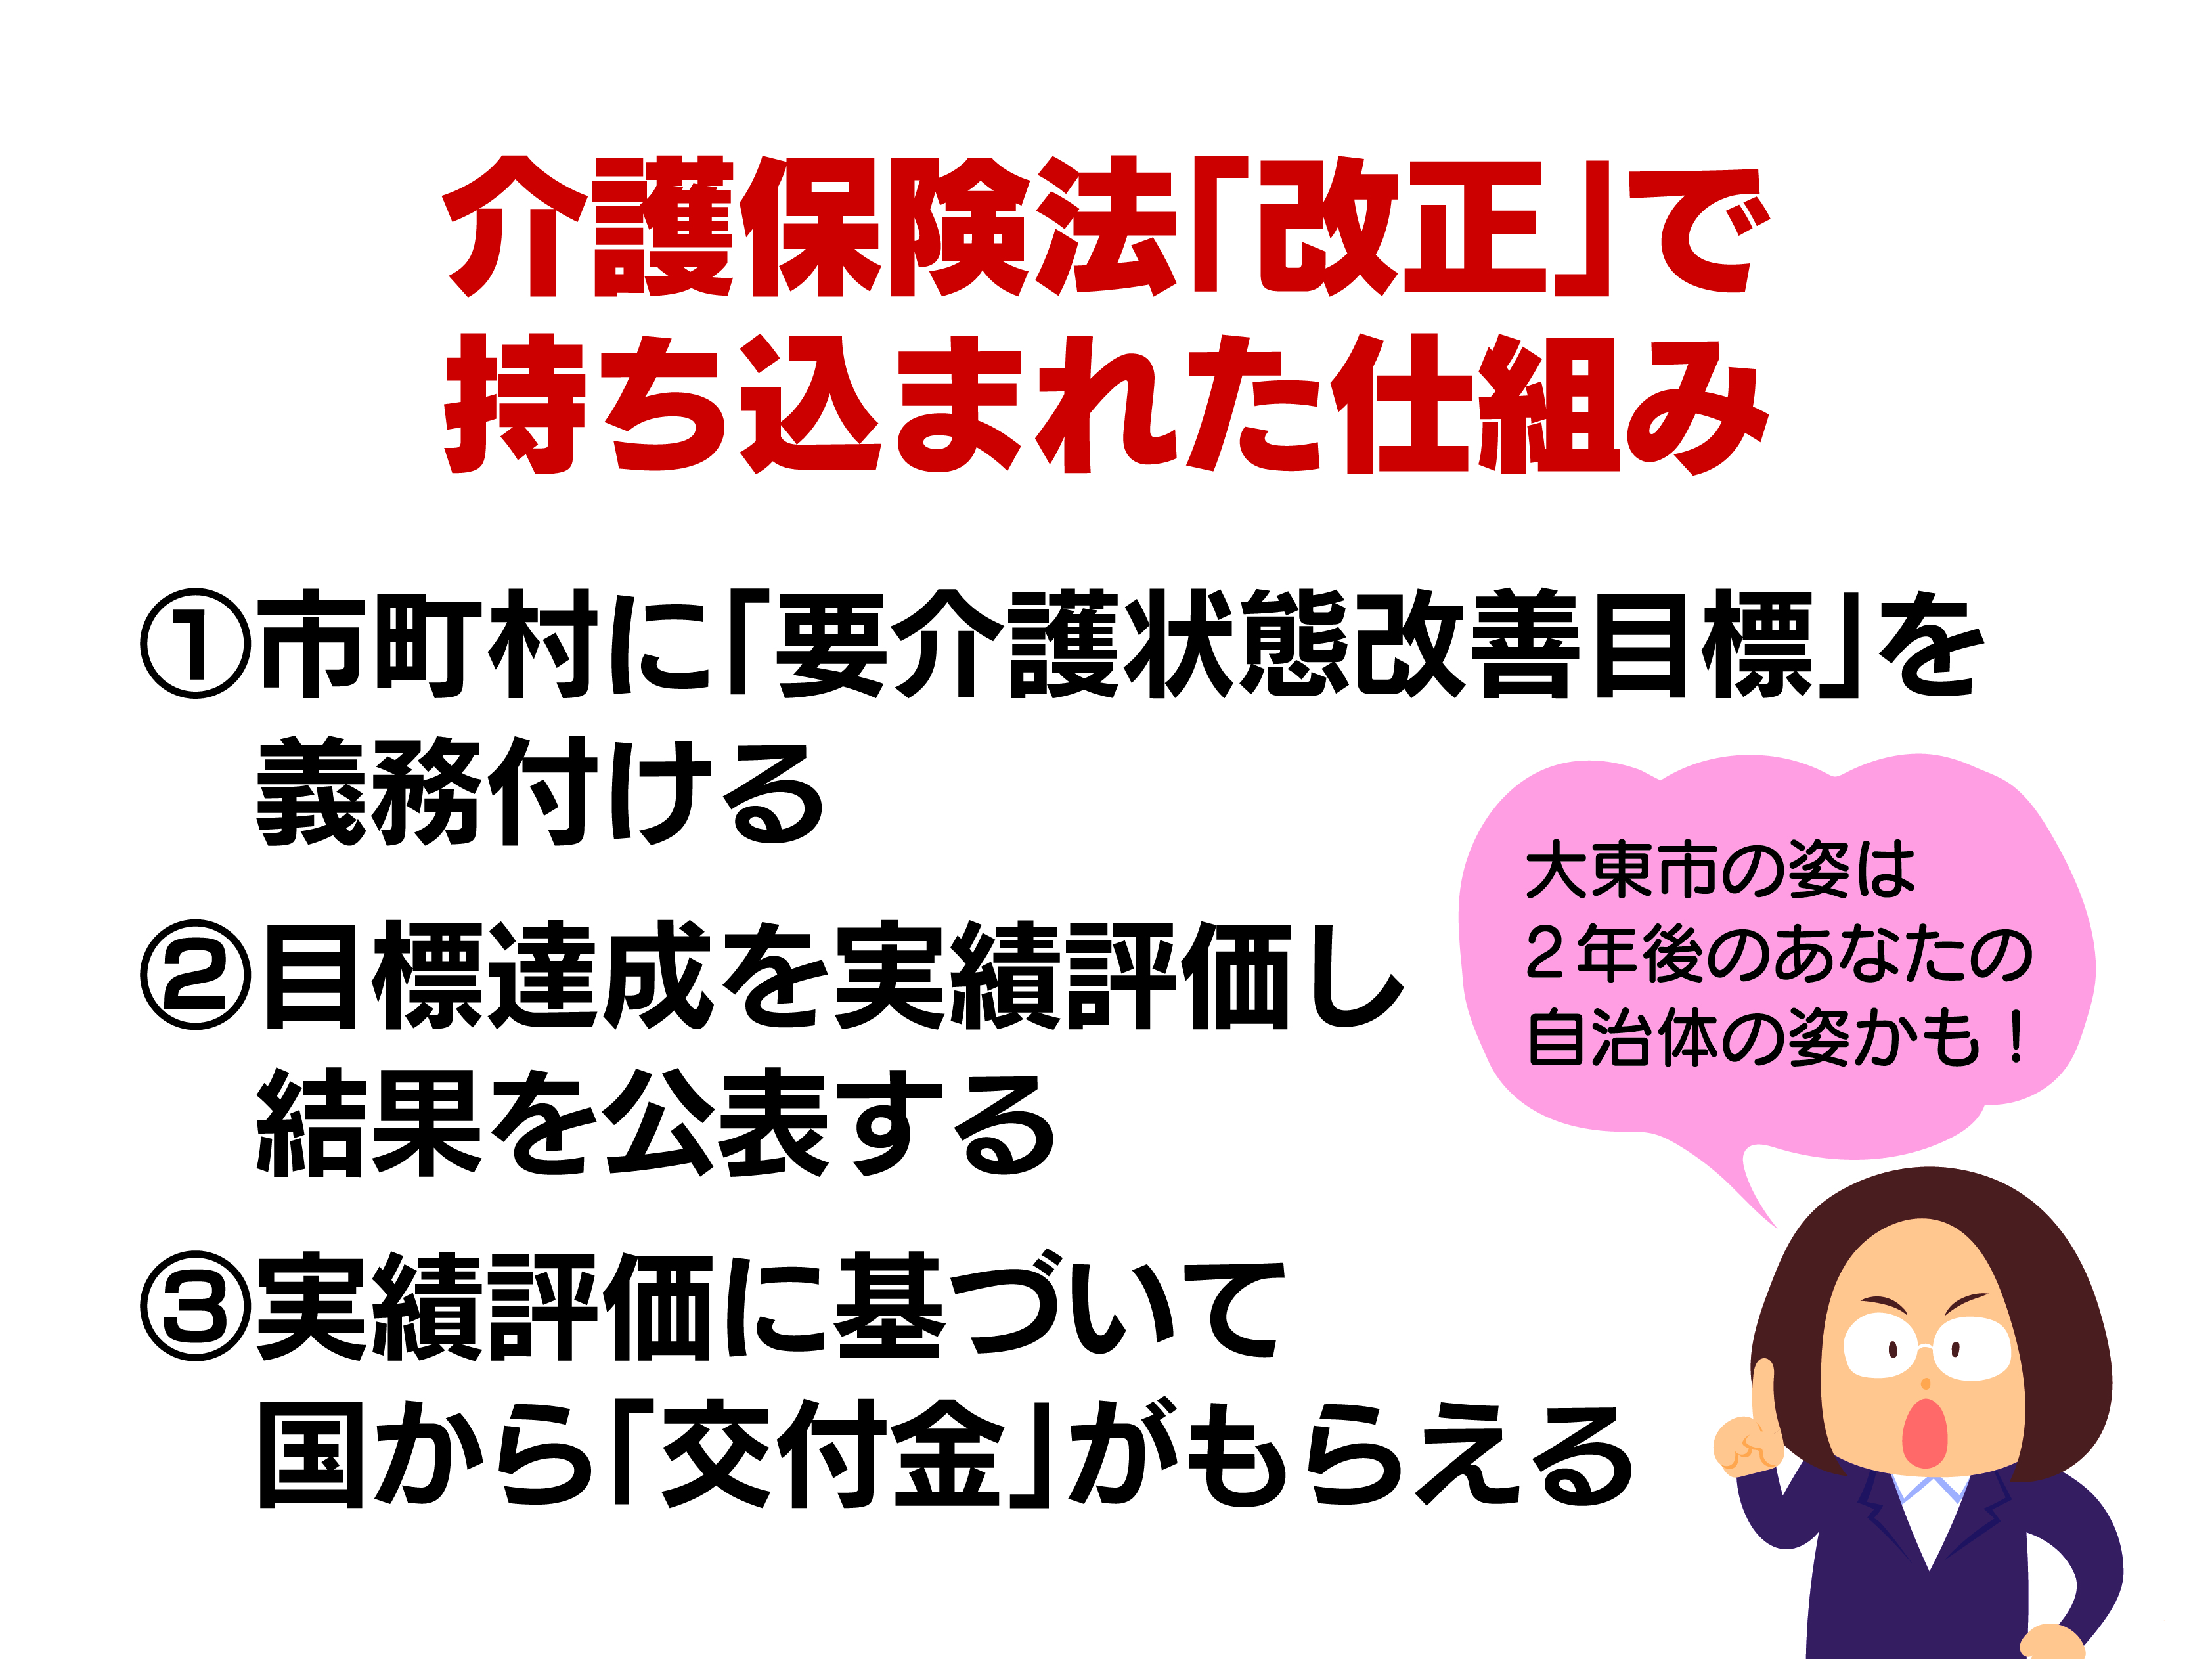 介護保険法「改正」で
持ち込まれた仕組み
①市町村に「要介護状態改善目標」を
義務付ける
②目標達成を実績評価し
結果を公表する
③実績評価に基づいて
国から「交付金」がもらえる
大東市の姿は
２年後のあなたの
自治体の姿かも！